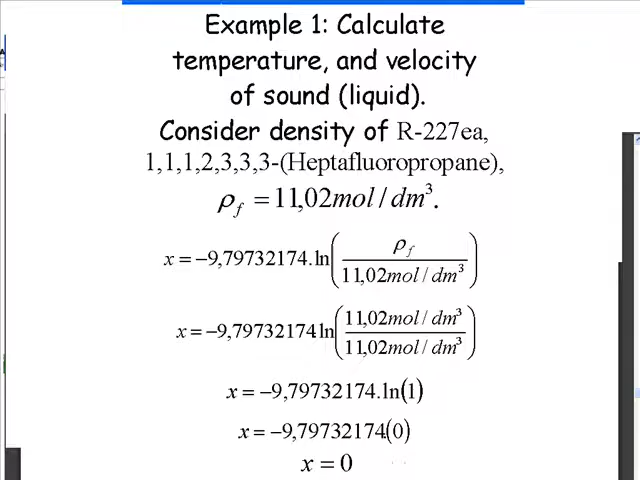 Example 1: Calculate
temperature, and velocity
of sound (liquid).
Consider density of R-227ea,
1,1,1,2,3,3,3-(Heptafluoropropane),
ρf = 11,02mol / dm³.
x = −9,79732174.ln(ρf / 11,02mol / dm³)
x = −9,79732174.ln(11,02mol / dm³ / 11,02mol / dm³)
x = −9,79732174.ln(1)
x = −9,79732174.(0)
x = 0